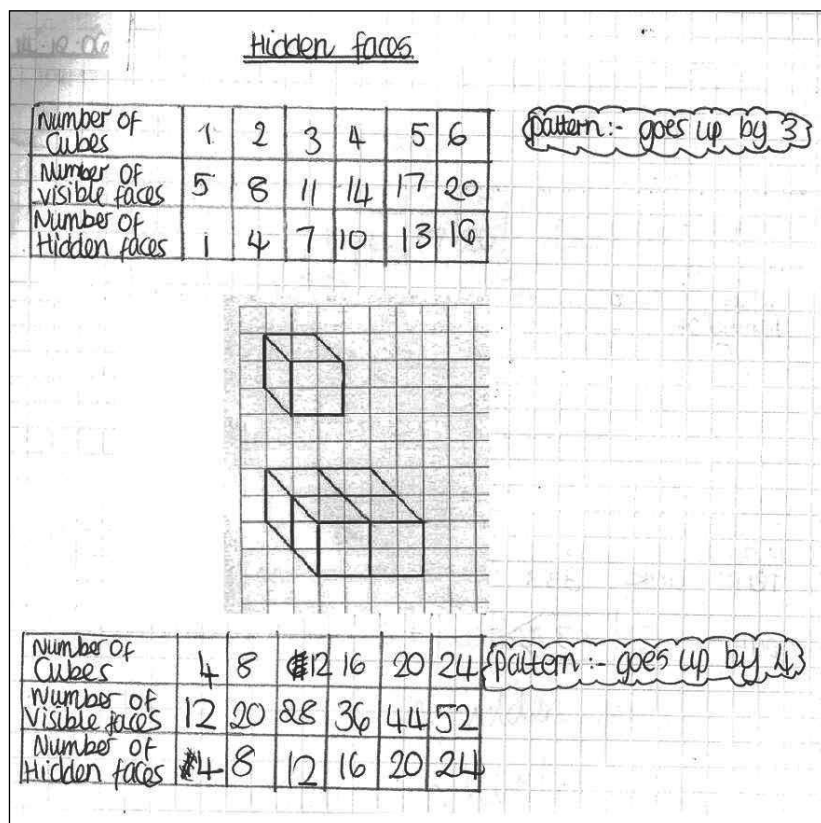 Hidden faces
Number of Cubes 1 2 3 4 5 6
Number of visible faces 5 8 11 14 17 20
Number of Hidden faces 1 4 7 10 13 16
pattern:- goes up by 3
Number of Cubes 4 8 12 16 20 24
Number of Visible faces 12 20 28 36 44 52
Number of Hidden faces 4 8 12 16 20 24
pattern:- goes up by 4